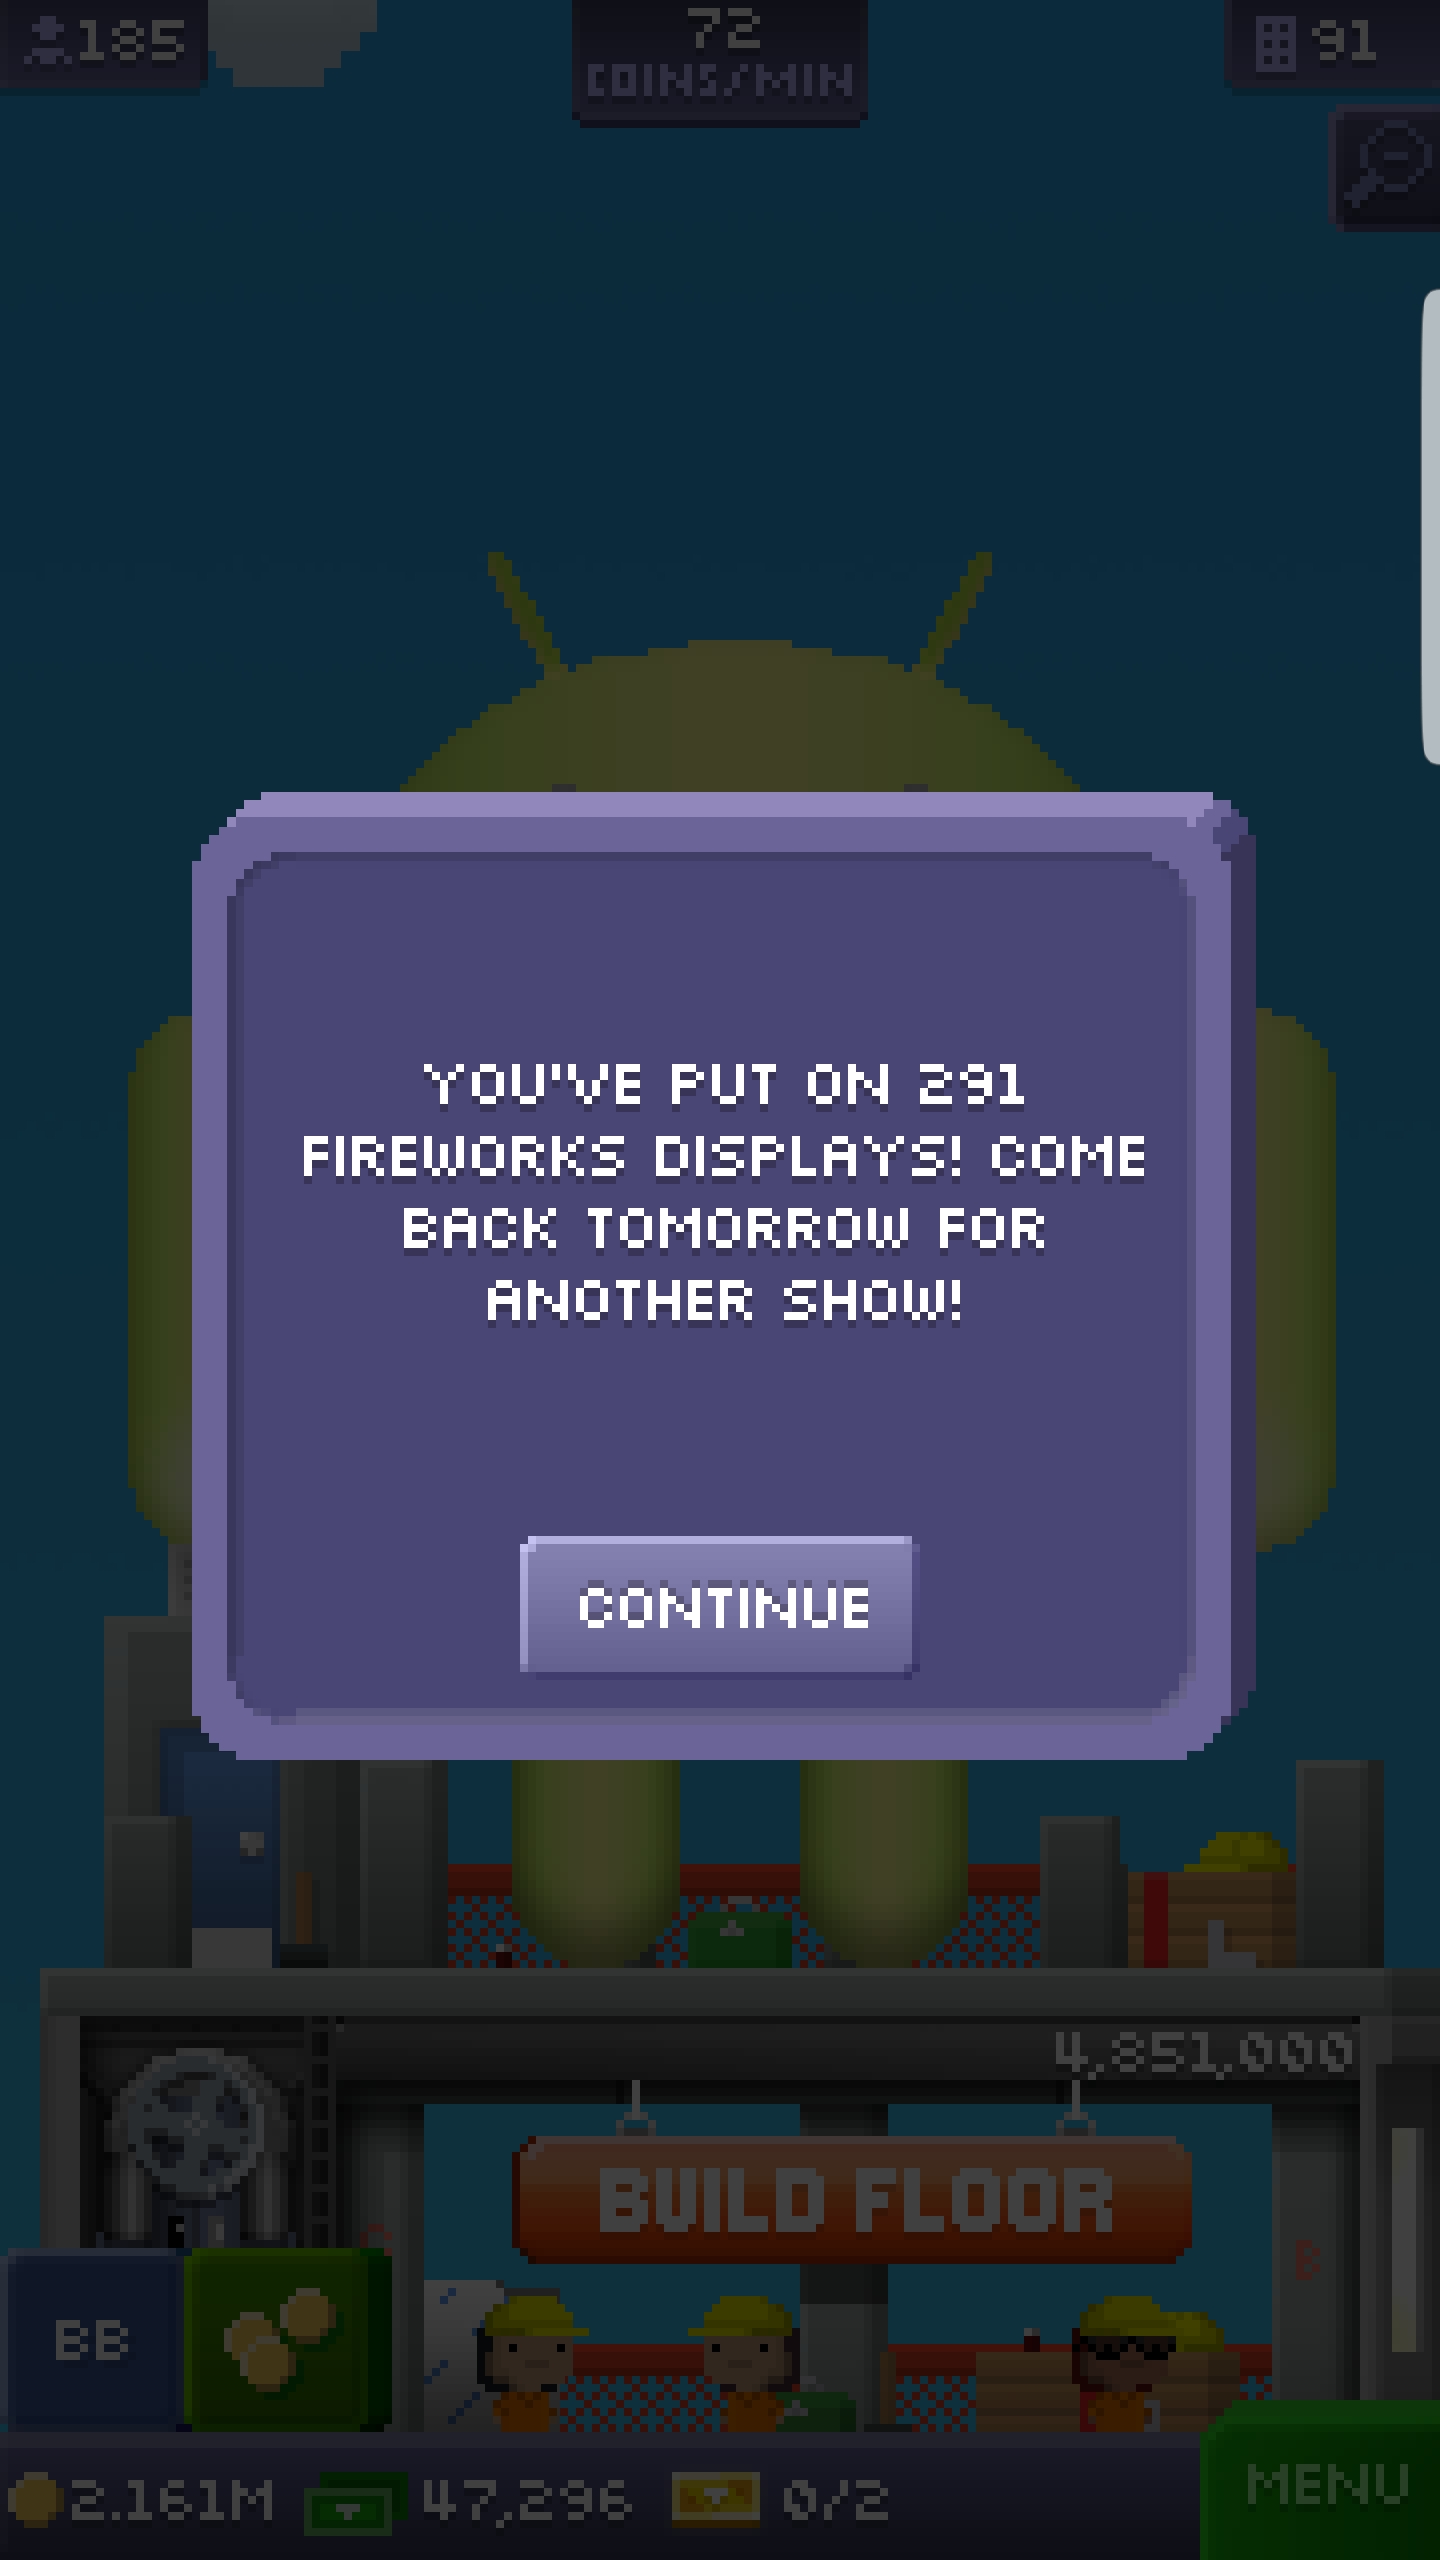 185
72
COINS/MIN
91
YOU'VE PUT ON 291
FIREWORKS DISPLAYS! COME
BACK TOMORROW FOR
ANOTHER SHOW!
CONTINUE
4,851,000
BUILD FLOOR
B
BB
2.161M
47,296
0/2
MENU